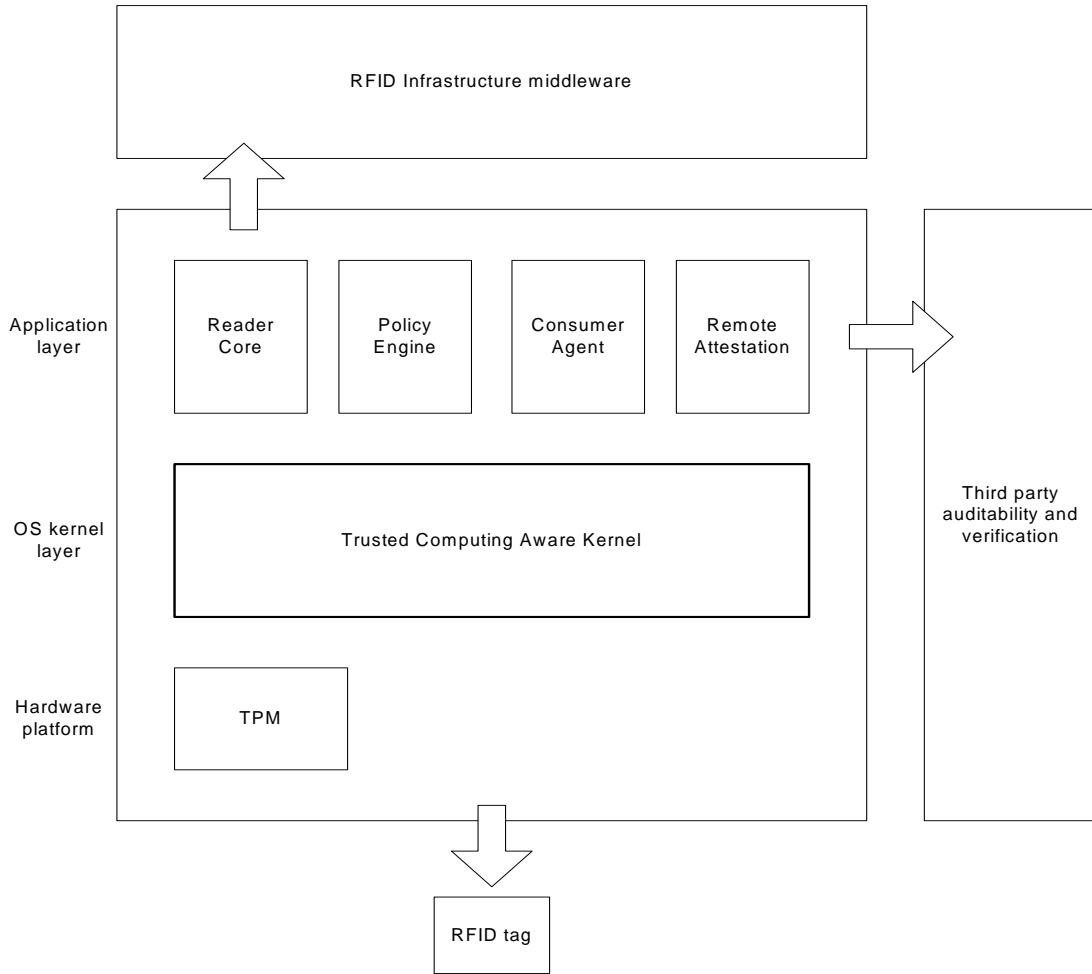 RFID Infrastructure middleware
Application
layer
Reader
Core
Policy
Engine
Consumer
Agent
Remote
Attestation
OS kernel
layer
Trusted Computing Aware Kernel
Third party
auditability and
verification
Hardware
platform
TPM
RFID tag